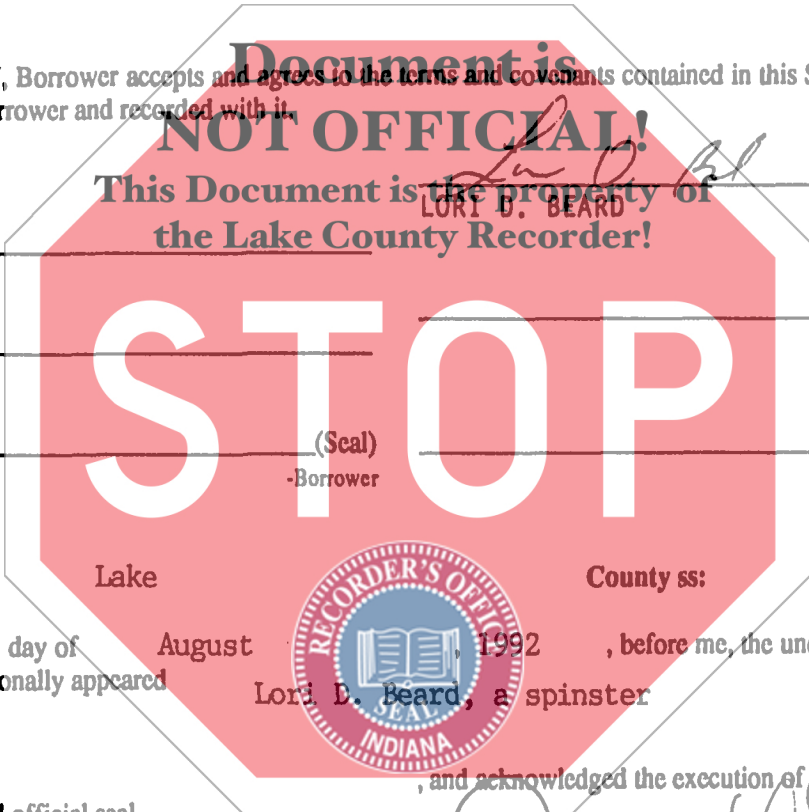 Document is
, Borrower accepts and agrees to the terms and covenants contained in this
rrower and recorded with it.
NOT OFFICIAL!
This Document is the property of
LORI D. BEARD
the Lake County Recorder!
STOP
(Seal)
-Borrower
Lake County ss:
RECORDER'S OFFICE
day of August , 1992 , before me, the un
onally appeared Lori D. Beard, a spinster
SEAL
INDIANA
, and acknowledged the execution of
official seal